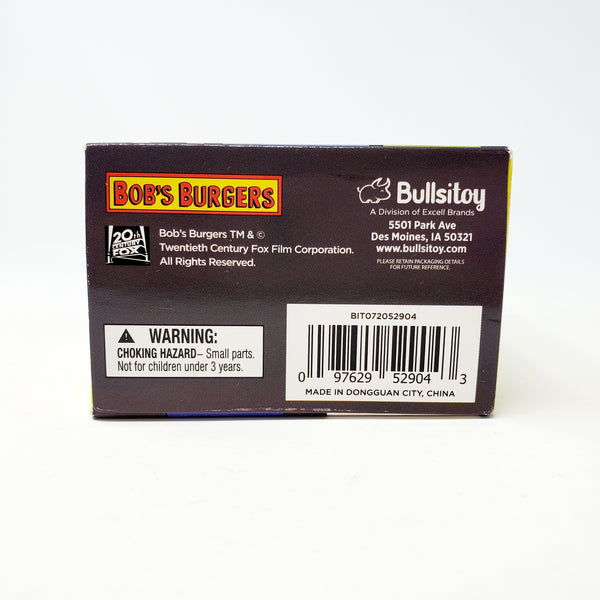 BOB'S BURGERS
20th
CENTURY
FOX
Bob's Burgers TM & ©
Twentieth Century Fox Film Corporation.
All Rights Reserved.
Bullsitoy
A Division of Excell Brands
5501 Park Ave
Des Moines, IA 50321
www.bullsitoy.com
PLEASE RETAIN PACKAGING DETAILS
FOR FUTURE REFERENCE.
WARNING:
CHOKING HAZARD– Small parts.
Not for children under 3 years.
BIT072052904
0 97629 52904 3
MADE IN DONGGUAN CITY, CHINA